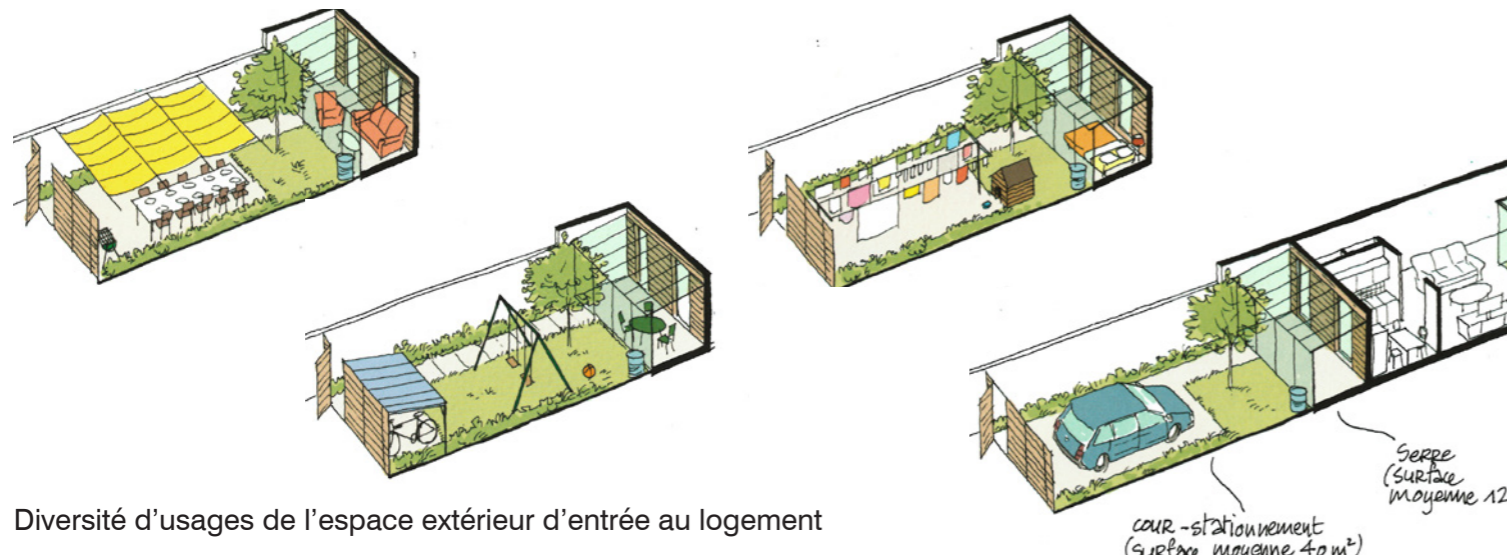 Serre
(surface
moyenne 12
Diversité d’usages de l’espace extérieur d’entrée au logement
cour-stationnement
(surface moyenne 40 m²)